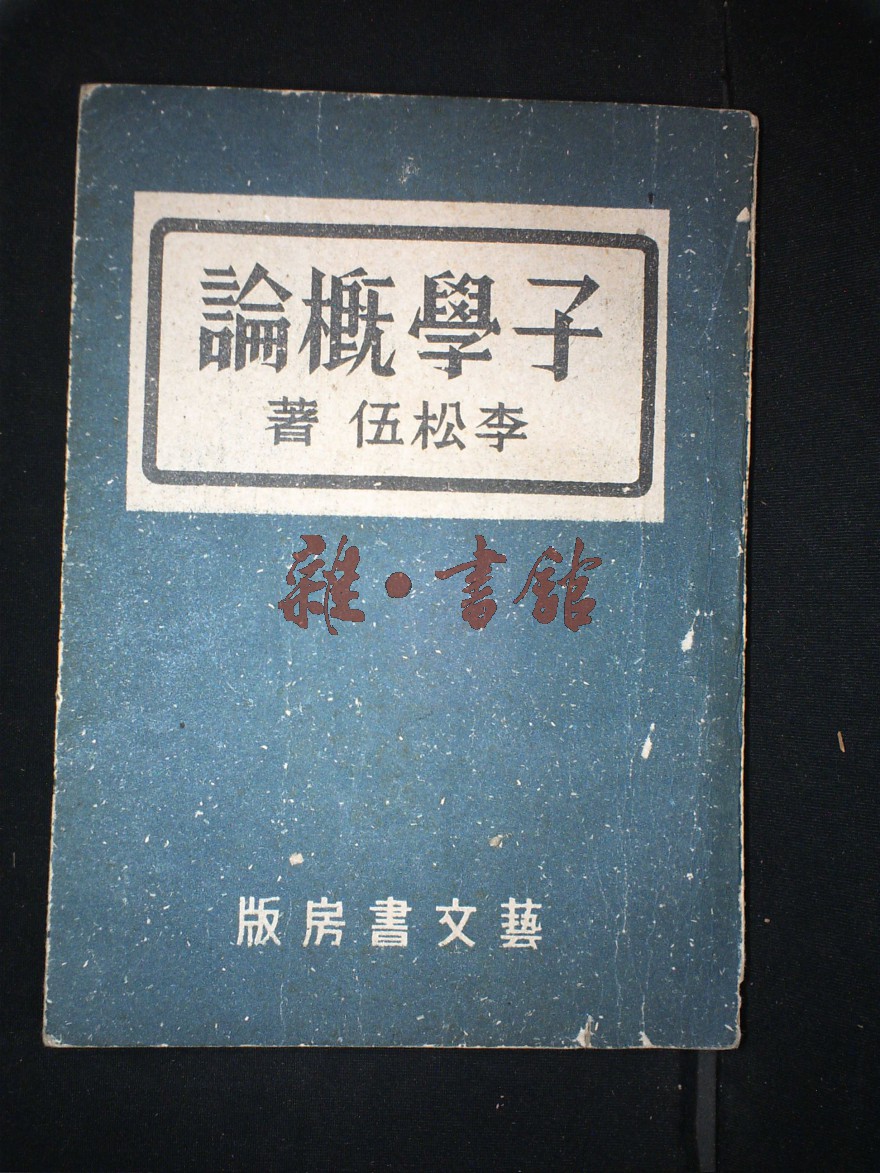 子學概論
李松伍 著
雜·書館
藝文書房版